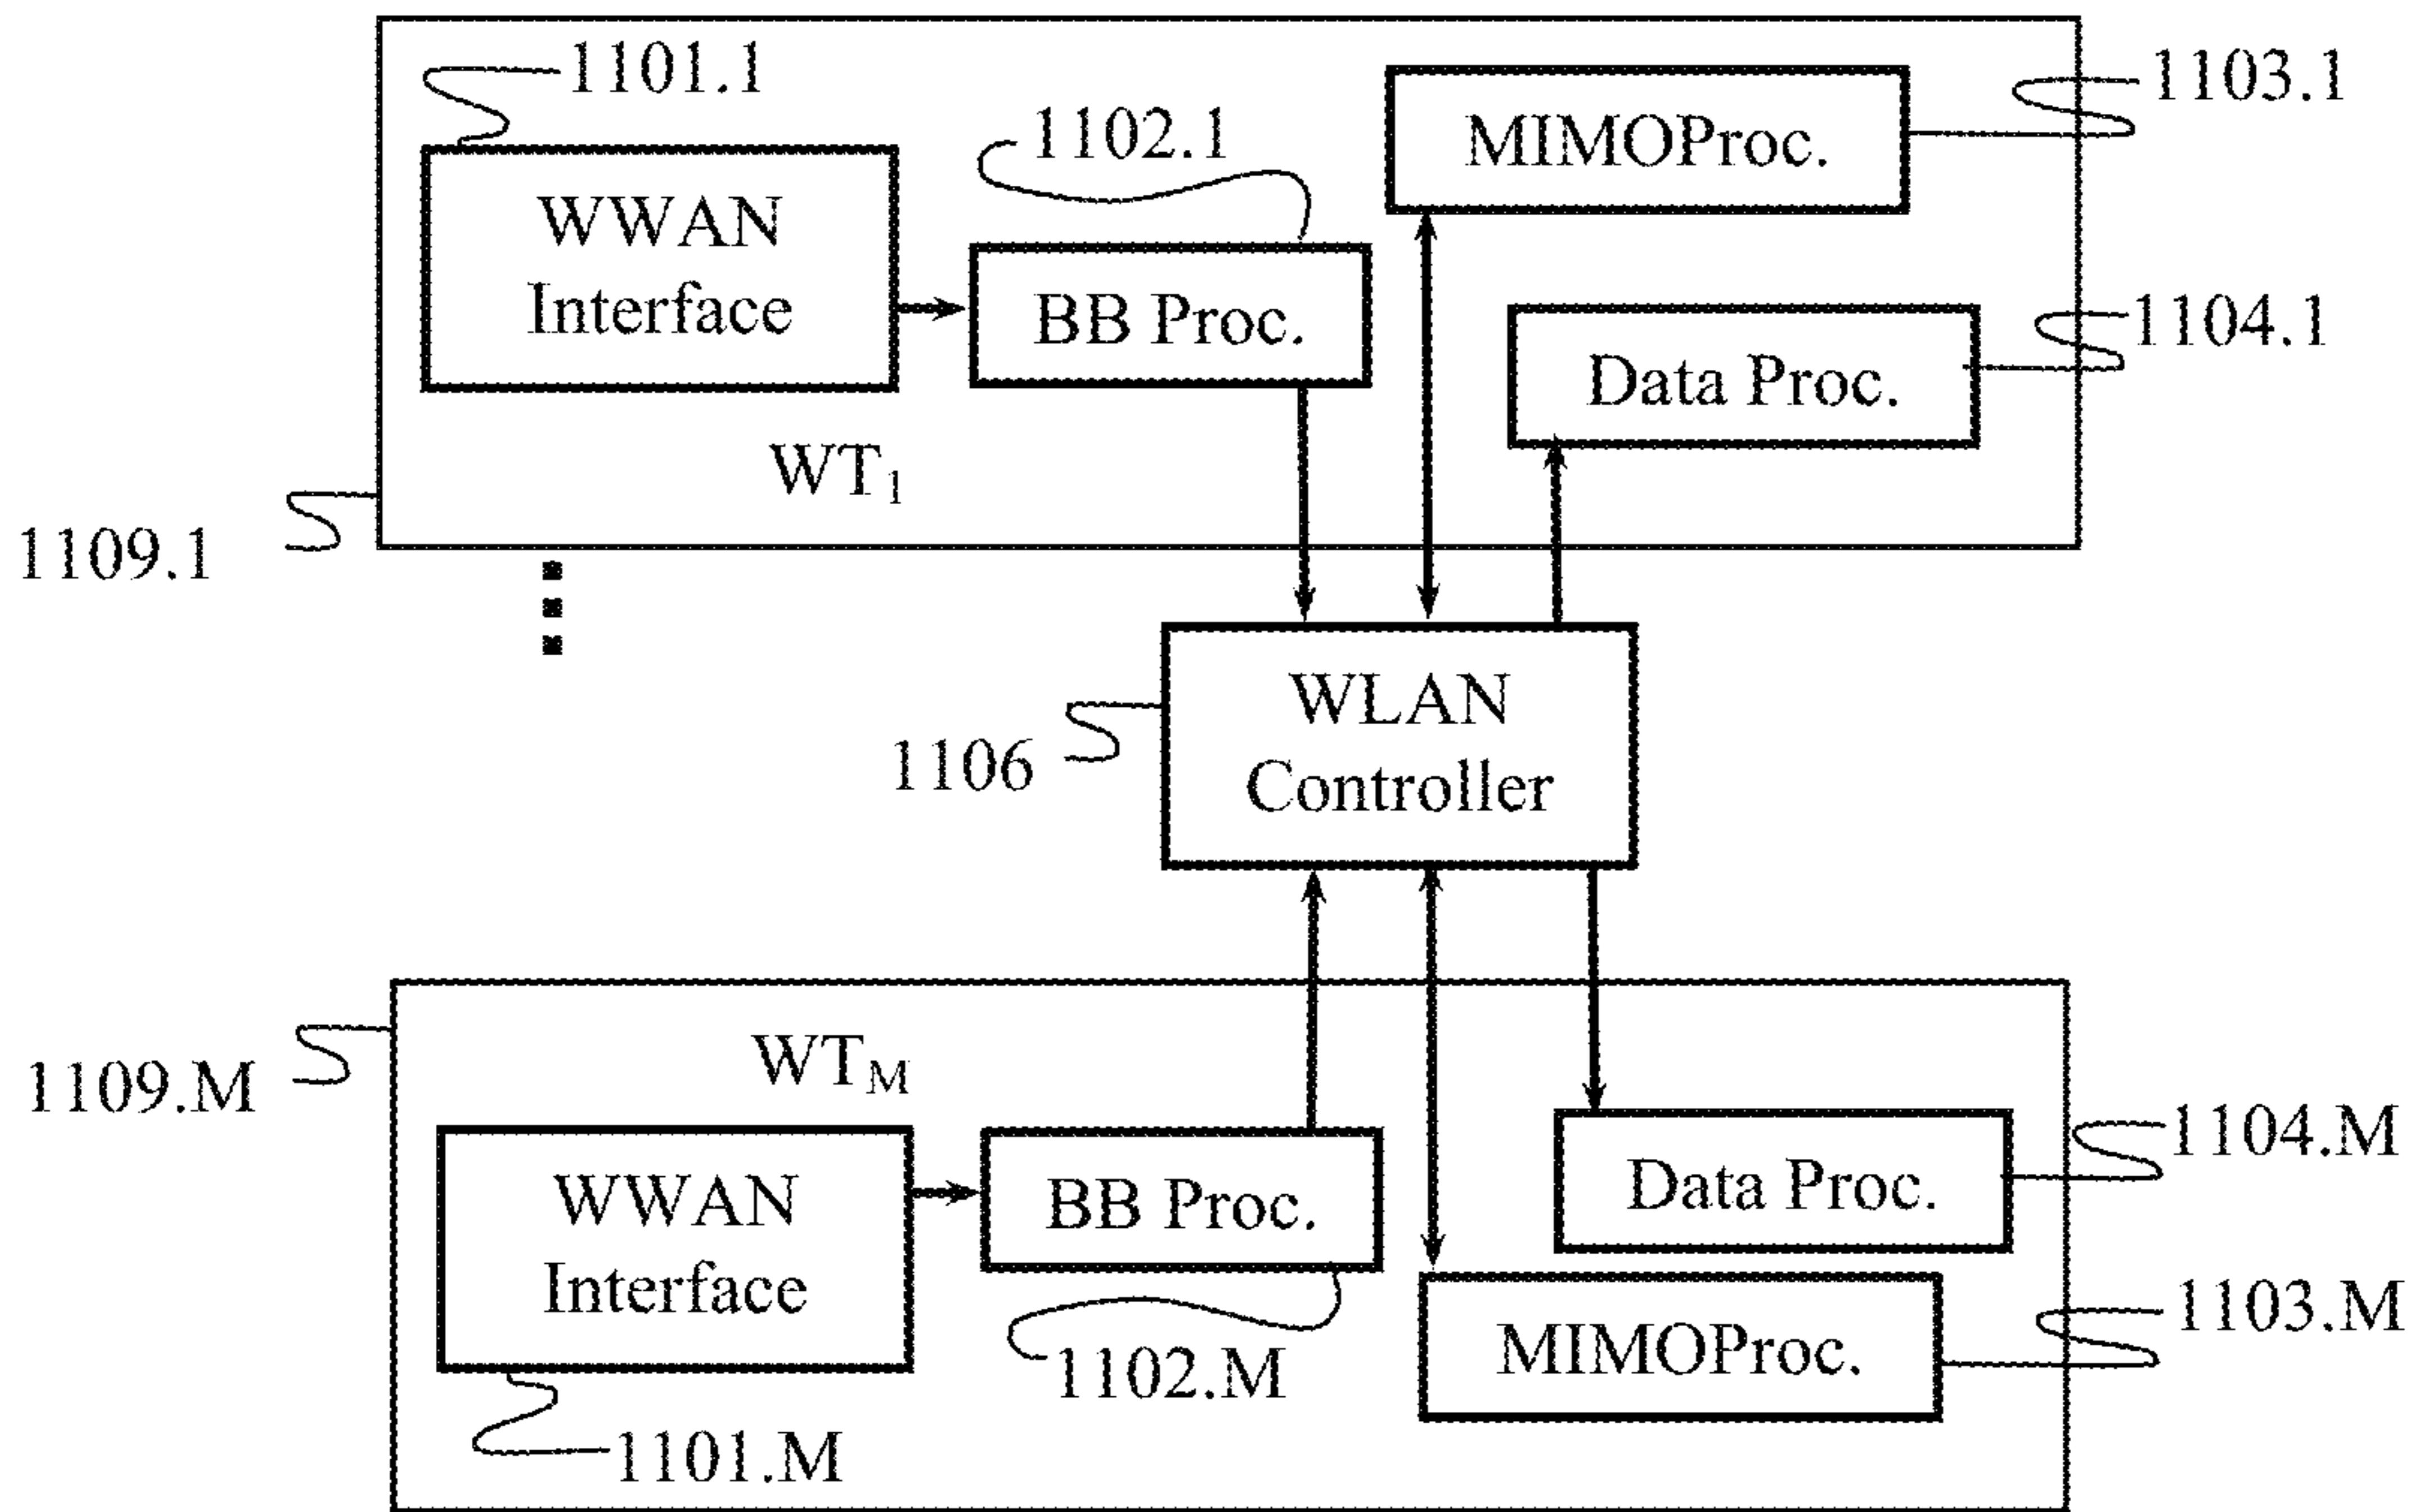 1101.1
1103.1
1102.1
MIMOProc.
WWAN
Interface
BB Proc.
1104.1
Data Proc.
WT1
1109.1
WLAN
Controller
1106
WTM
1109.M
1104.M
WWAN
Interface
BB Proc.
Data Proc.
1103.M
MIMOProc.
1102.M
1101.M